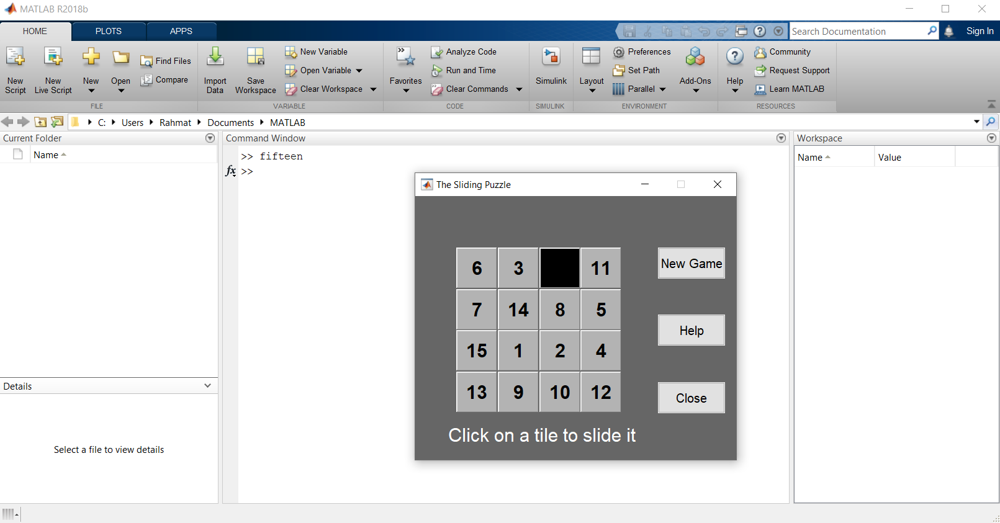 MATLAB R2018b
HOME PLOTS APPS
Search Documentation
Sign In
New Script
New Live Script
New
Open
Find Files
Compare
FILE
Import Data
Save Workspace
New Variable
Open Variable
Clear Workspace
VARIABLE
Favorites
Analyze Code
Run and Time
Clear Commands
CODE
Simulink
SIMULINK
Layout
Preferences
Set Path
Parallel
Add-Ons
ENVIRONMENT
Help
Community
Request Support
Learn MATLAB
RESOURCES
C: Users Rahmat Documents MATLAB
Current Folder
Name
Details
Select a file to view details
Command Window
>> fifteen
fx >>
The Sliding Puzzle
6 3 11
7 14 8 5
15 1 2 4
13 9 10 12
New Game
Help
Close
Click on a tile to slide it
Workspace
Name Value